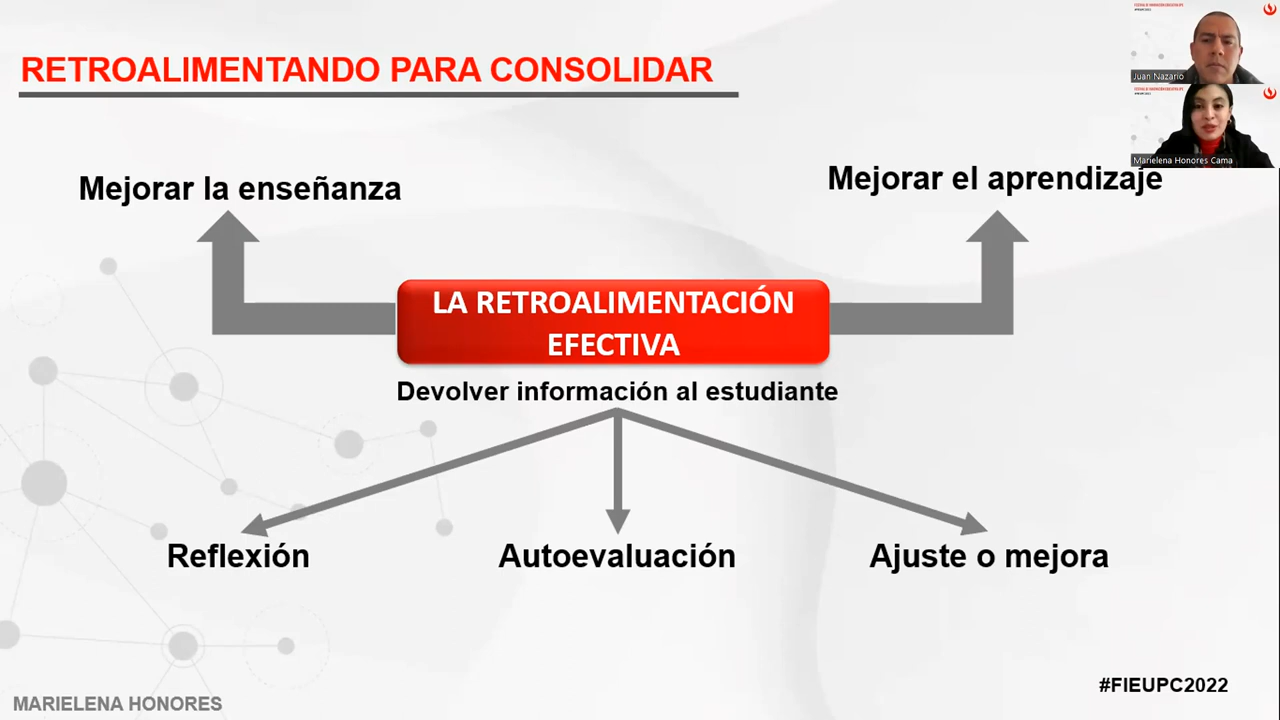 RETROALIMENTANDO PARA CONSOLIDAR
Juan Nazario
Marielena Honores Cama
Mejorar la enseñanza
Mejorar el aprendizaje
LA RETROALIMENTACIÓN
EFECTIVA
Devolver información al estudiante
Reflexión
Autoevaluación
Ajuste o mejora
#FIEUPC2022
MARIELENA HONORES